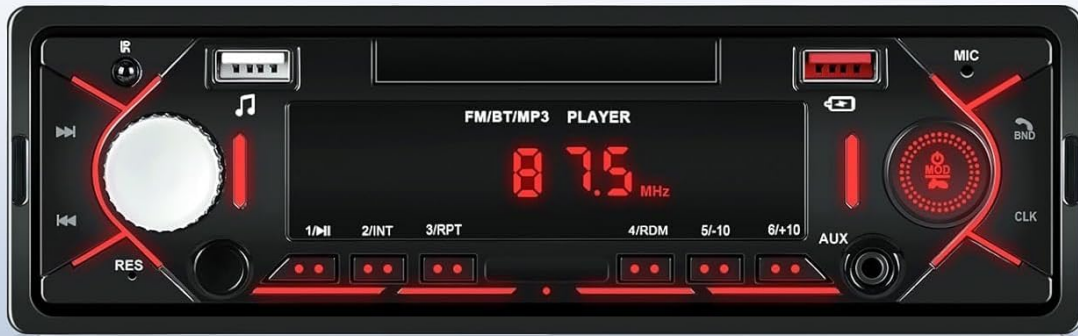 IR
MIC
FM/BT/MP3 PLAYER
87.5 MHz
BND
MOD
CLK
1/⏯ 2/INT 3/RPT 4/RDM 5/-10 6/+10
AUX
RES